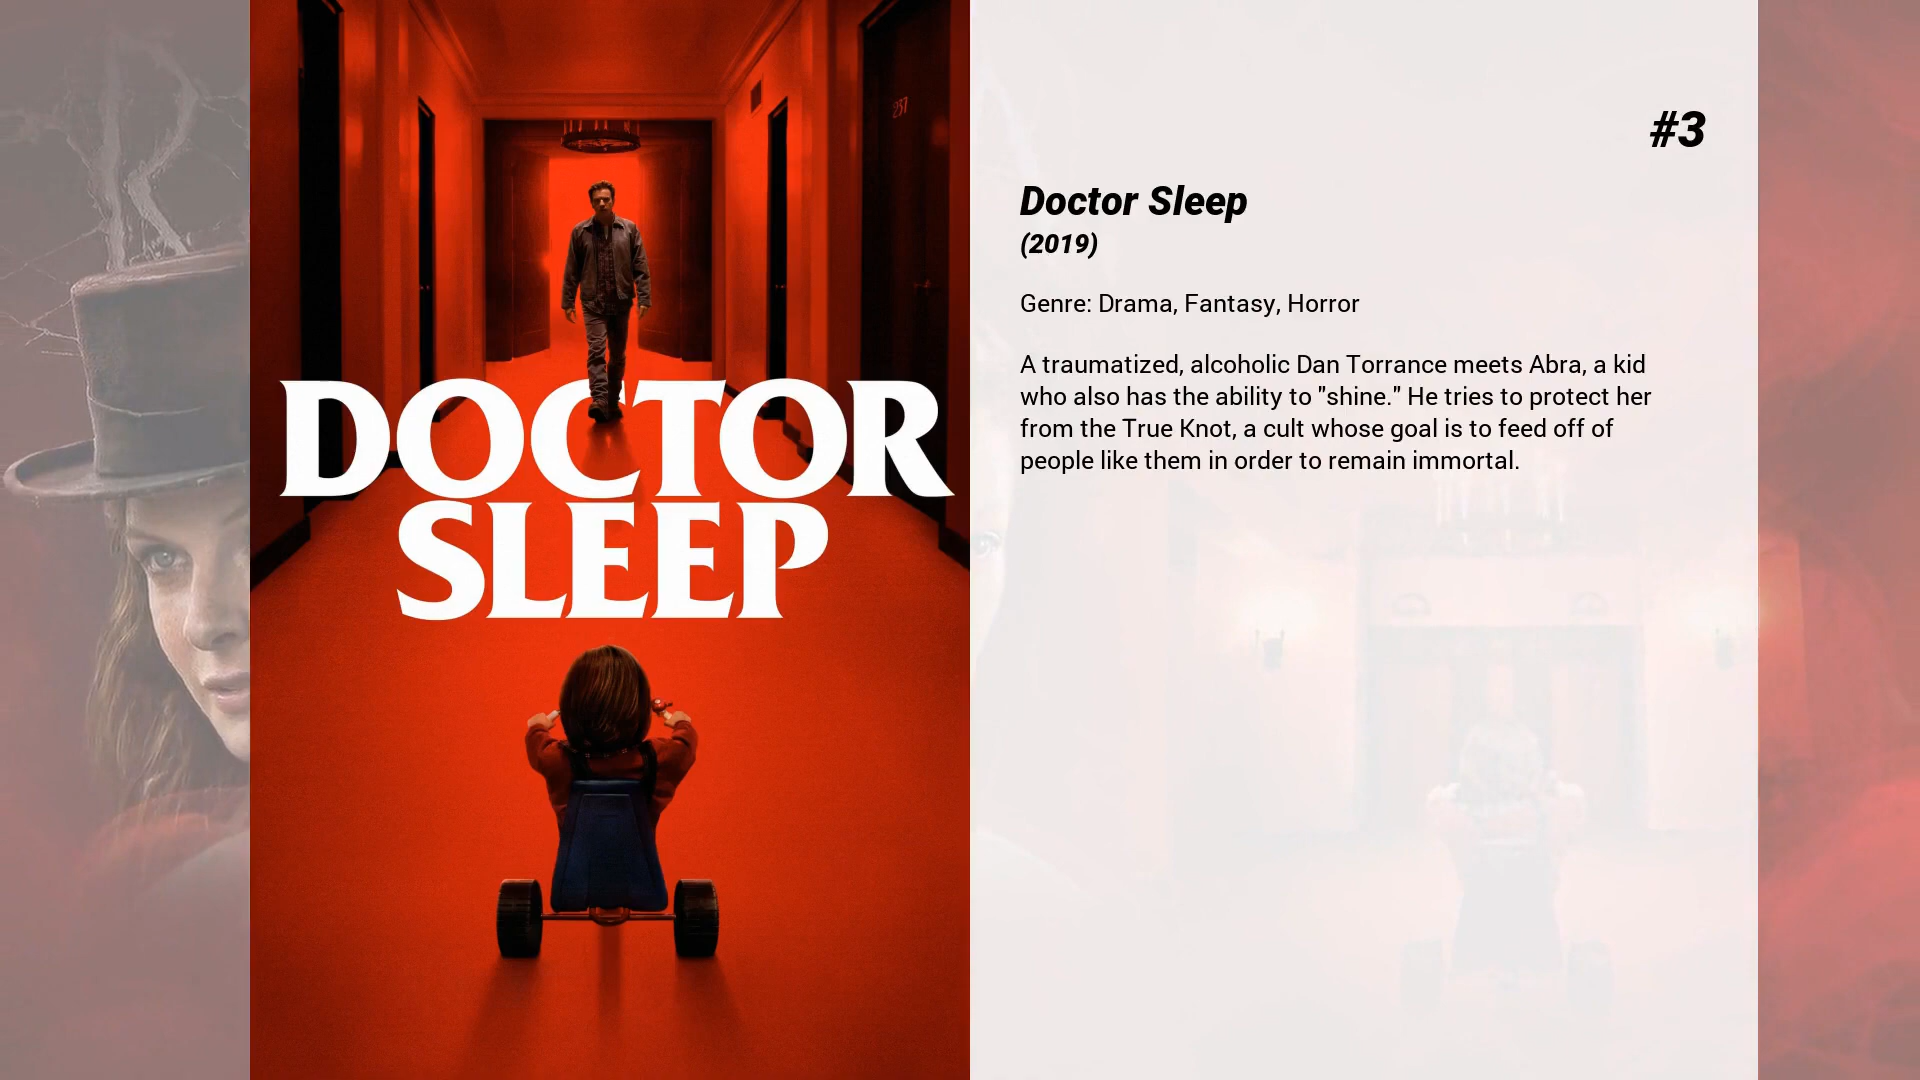 237
DOCTOR
SLEEP
#3
Doctor Sleep
(2019)
Genre: Drama, Fantasy, Horror
A traumatized, alcoholic Dan Torrance meets Abra, a kid
who also has the ability to "shine." He tries to protect her
from the True Knot, a cult whose goal is to feed off of
people like them in order to remain immortal.